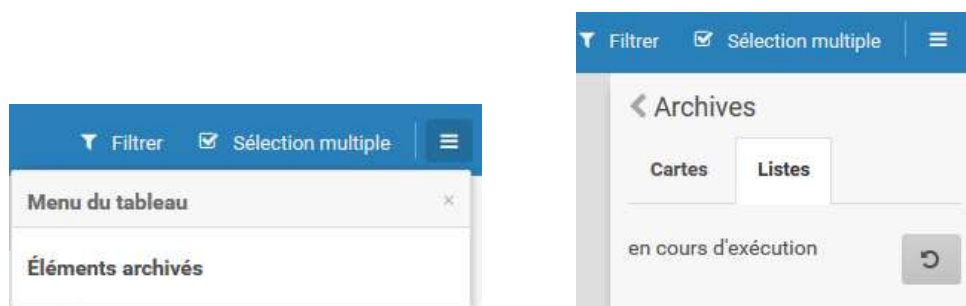 Filtrer Sélection multiple
Menu du tableau
Éléments archivés
Filtrer Sélection multiple
Archives
Cartes Listes
en cours d'exécution